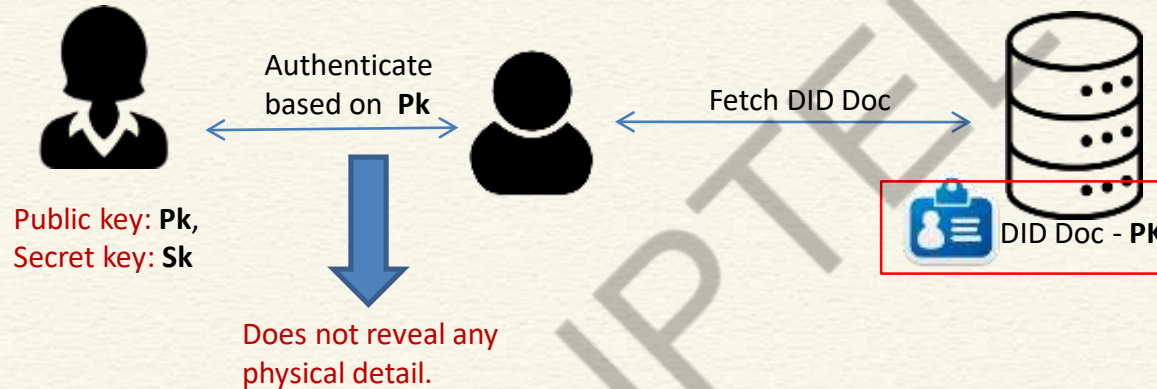 Authenticate
based on Pk
Fetch DID Doc
Public key: Pk,
Secret key: Sk
DID Doc - PK
Does not reveal any
physical detail.
NPTEL